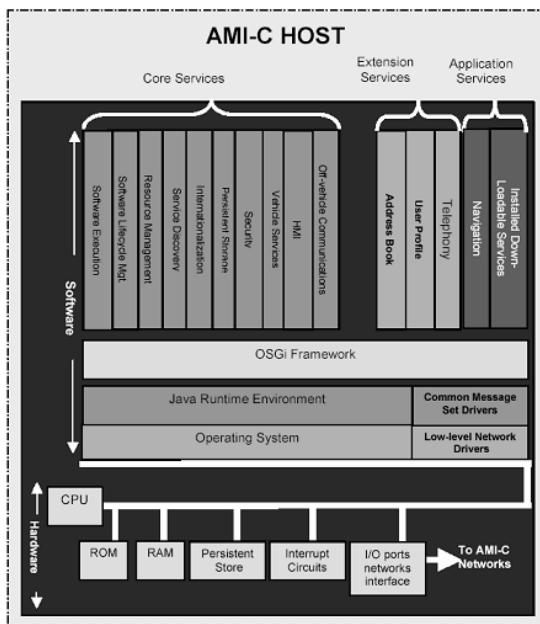 AMI-C HOST
Core Services
Extension
Services
Application
Services
Software
Software Execution
Software Lifecycle Mgt.
Resource Management
Service Discovery
Internationalization
Persistent Storage
Security
Vehicle Services
HMI
Off-vehicle Communications
Address Book
User Profile
Telephony
Navigation
Installed Down-
Loadable Services
OSGi Framework
Java Runtime Environment
Common Message
Set Drivers
Operating System
Low-level Network
Drivers
Hardware
CPU
ROM
RAM
Persistent
Store
Interrupt
Circuits
I/O ports
networks
interface
To AMI-C
Networks